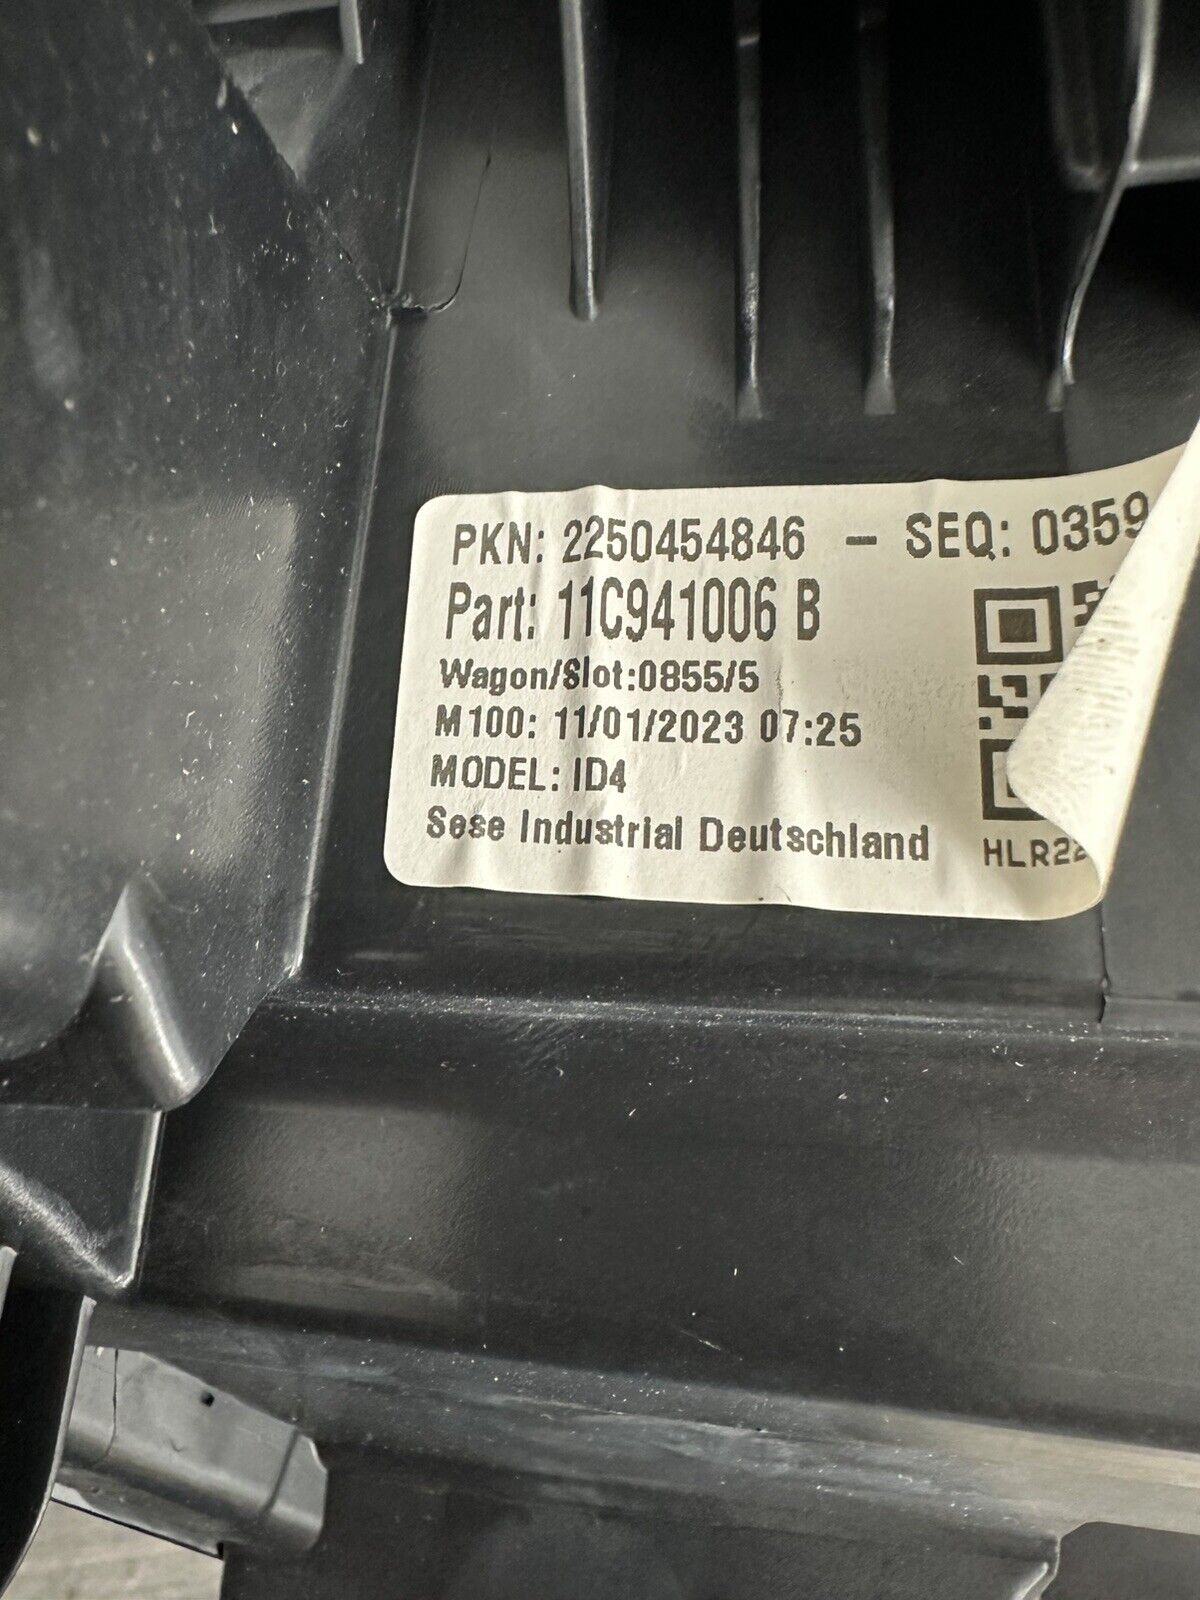 PKN: 2250454846 - SEQ: 0359
Part: 11C941006 B
Wagon/Slot:0855/5
M100: 11/01/2023 07:25
MODEL: ID4
Sese Industrial Deutschland
HLR22